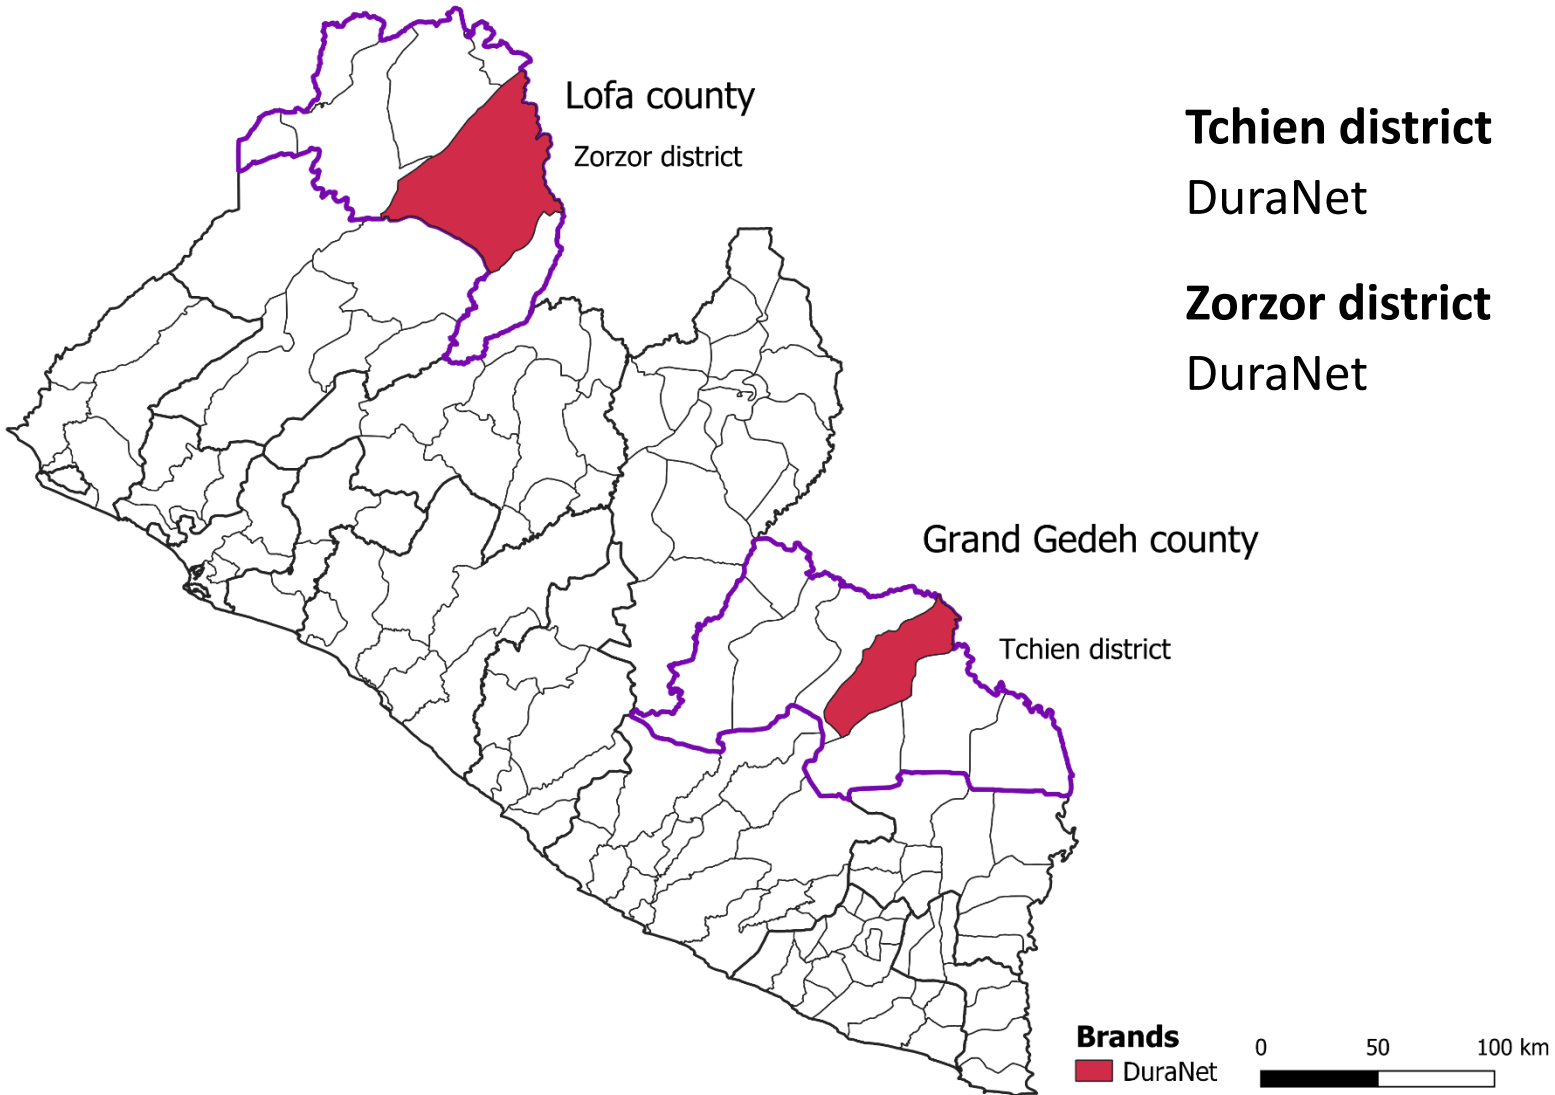 Lofa county
Zorzor district
Tchien district
DuraNet
Zorzor district
DuraNet
Grand Gedeh county
Tchien district
Brands
DuraNet
0 50 100 km